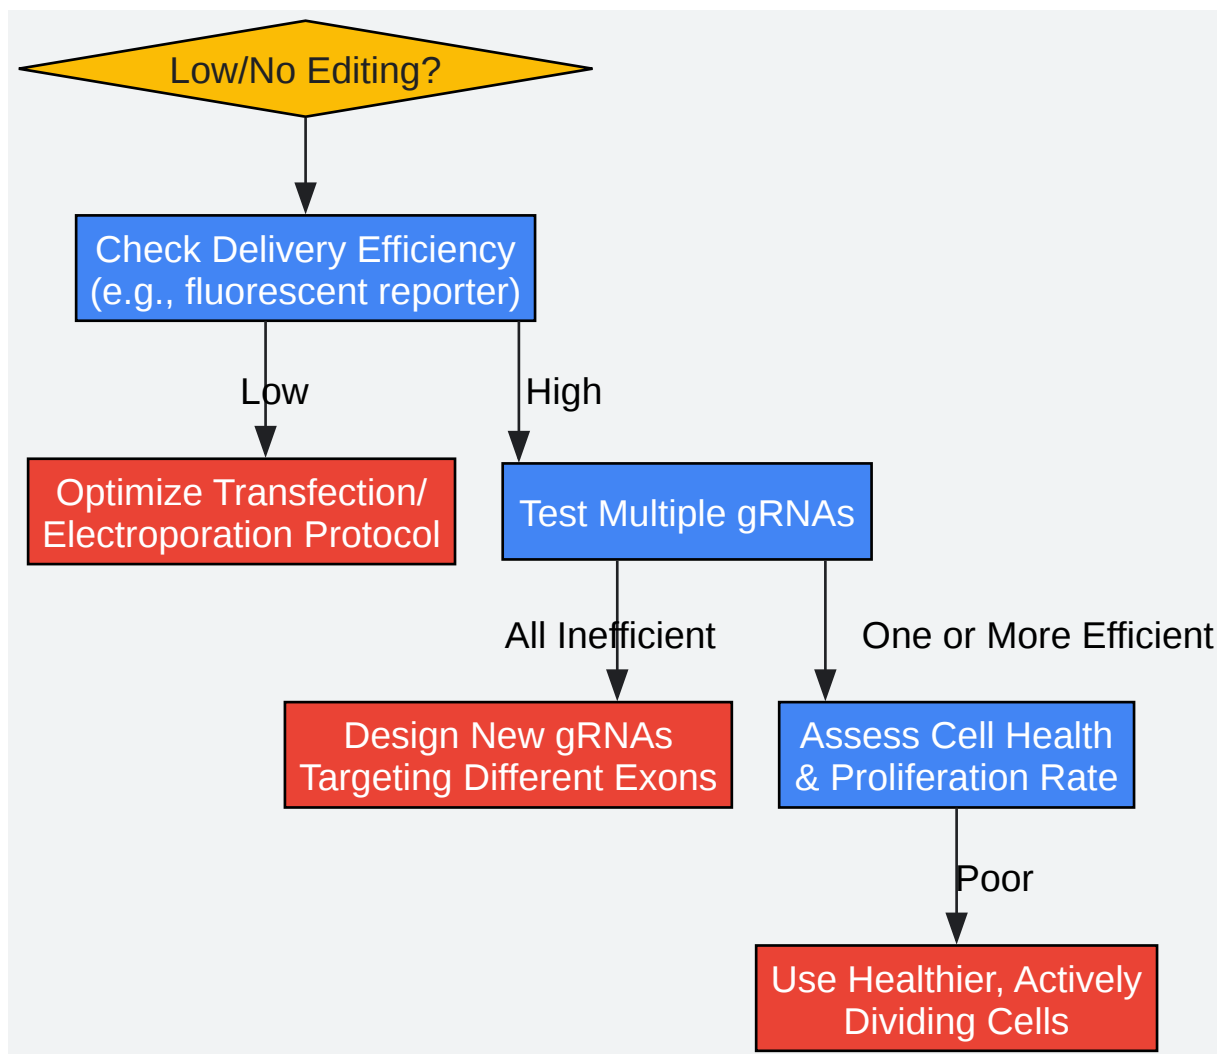 Low/No Editing?
Check Delivery Efficiency
(e.g., fluorescent reporter)
Low
High
Optimize Transfection/
Electroporation Protocol
Test Multiple gRNAs
All Inefficient
One or More Efficient
Design New gRNAs
Targeting Different Exons
Assess Cell Health
& Proliferation Rate
Poor
Use Healthier, Actively
Dividing Cells